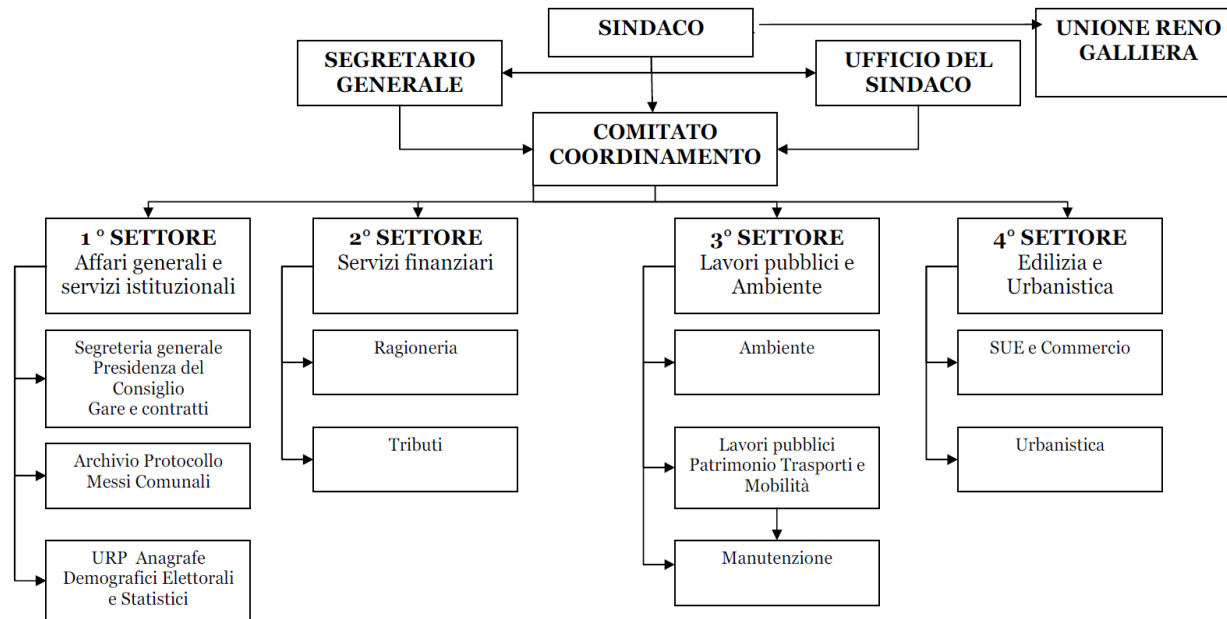 SINDACO
UNIONE RENO
GALLIERA
SEGRETARIO
GENERALE
UFFICIO DEL
SINDACO
COMITATO
COORDINAMENTO
1 ° SETTORE
Affari generali e
servizi istituzionali
2° SETTORE
Servizi finanziari
3° SETTORE
Lavori pubblici e
Ambiente
4° SETTORE
Edilizia e
Urbanistica
Segreteria generale
Presidenza del
Consiglio
Gare e contratti
Ragioneria
Ambiente
SUE e Commercio
Archivio Protocollo
Messi Comunali
Tributi
Lavori pubblici
Patrimonio Trasporti e
Mobilità
Urbanistica
URP Anagrafe
Demografici Elettorali
e Statistici
Manutenzione